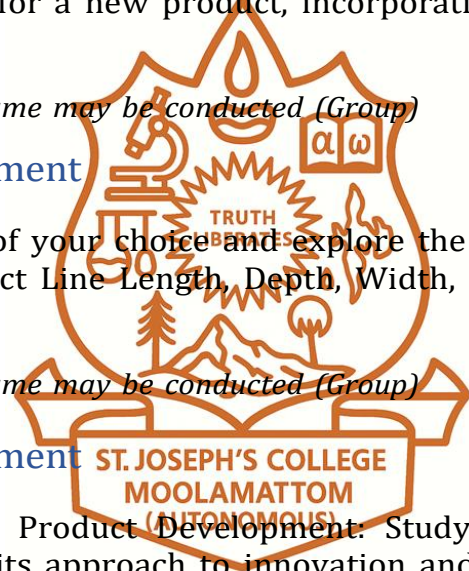 for a new product, incorporati
me may be conducted (Group)
ment
α ω
TRUTH
LIBERATES
of your choice and explore the
ct Line Length, Depth, Width,
me may be conducted (Group)
ment
ST. JOSEPH'S COLLEGE
MOOLAMATTOM
(AUTONOMOUS)
Product Development: Study
its approach to innovation and